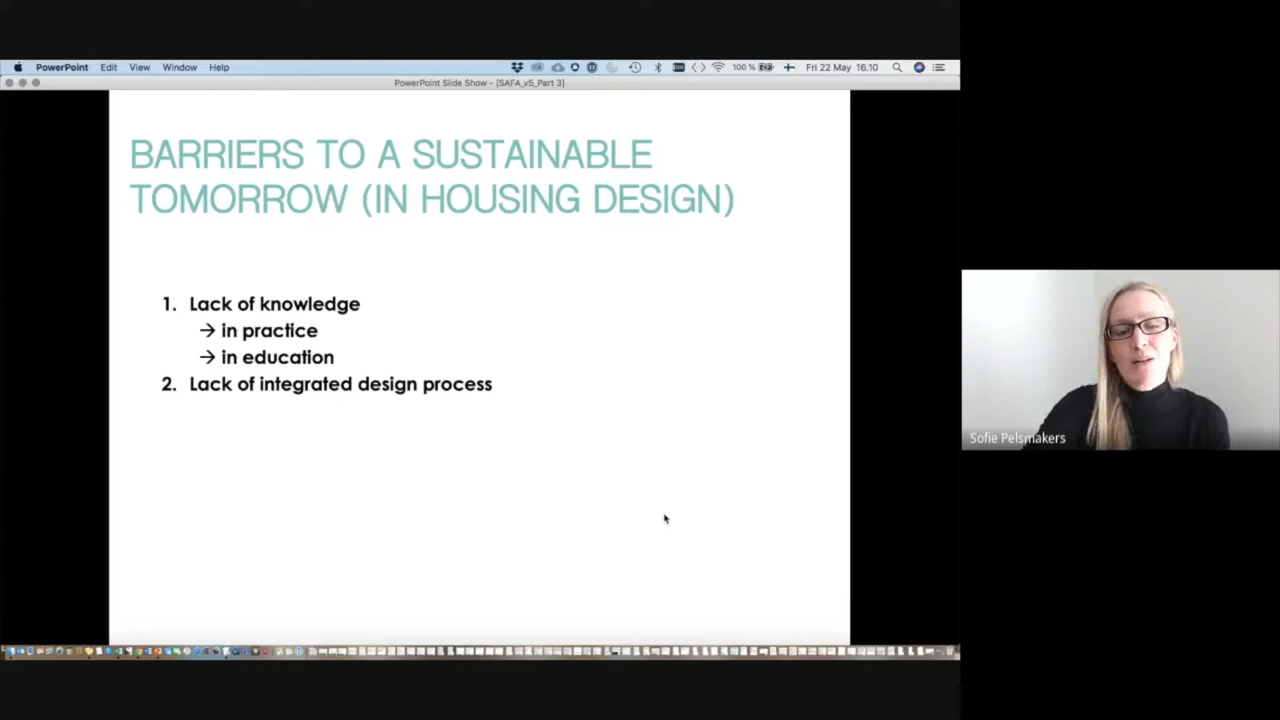 PowerPoint Edit View Window Help 100 % Fri 22 May 16.10
PowerPoint Slide Show - [SAFA_v5_Part 3]
BARRIERS TO A SUSTAINABLE
TOMORROW (IN HOUSING DESIGN)
1. Lack of knowledge
→ in practice
→ in education
2. Lack of integrated design process
Sofie Pelsmakers